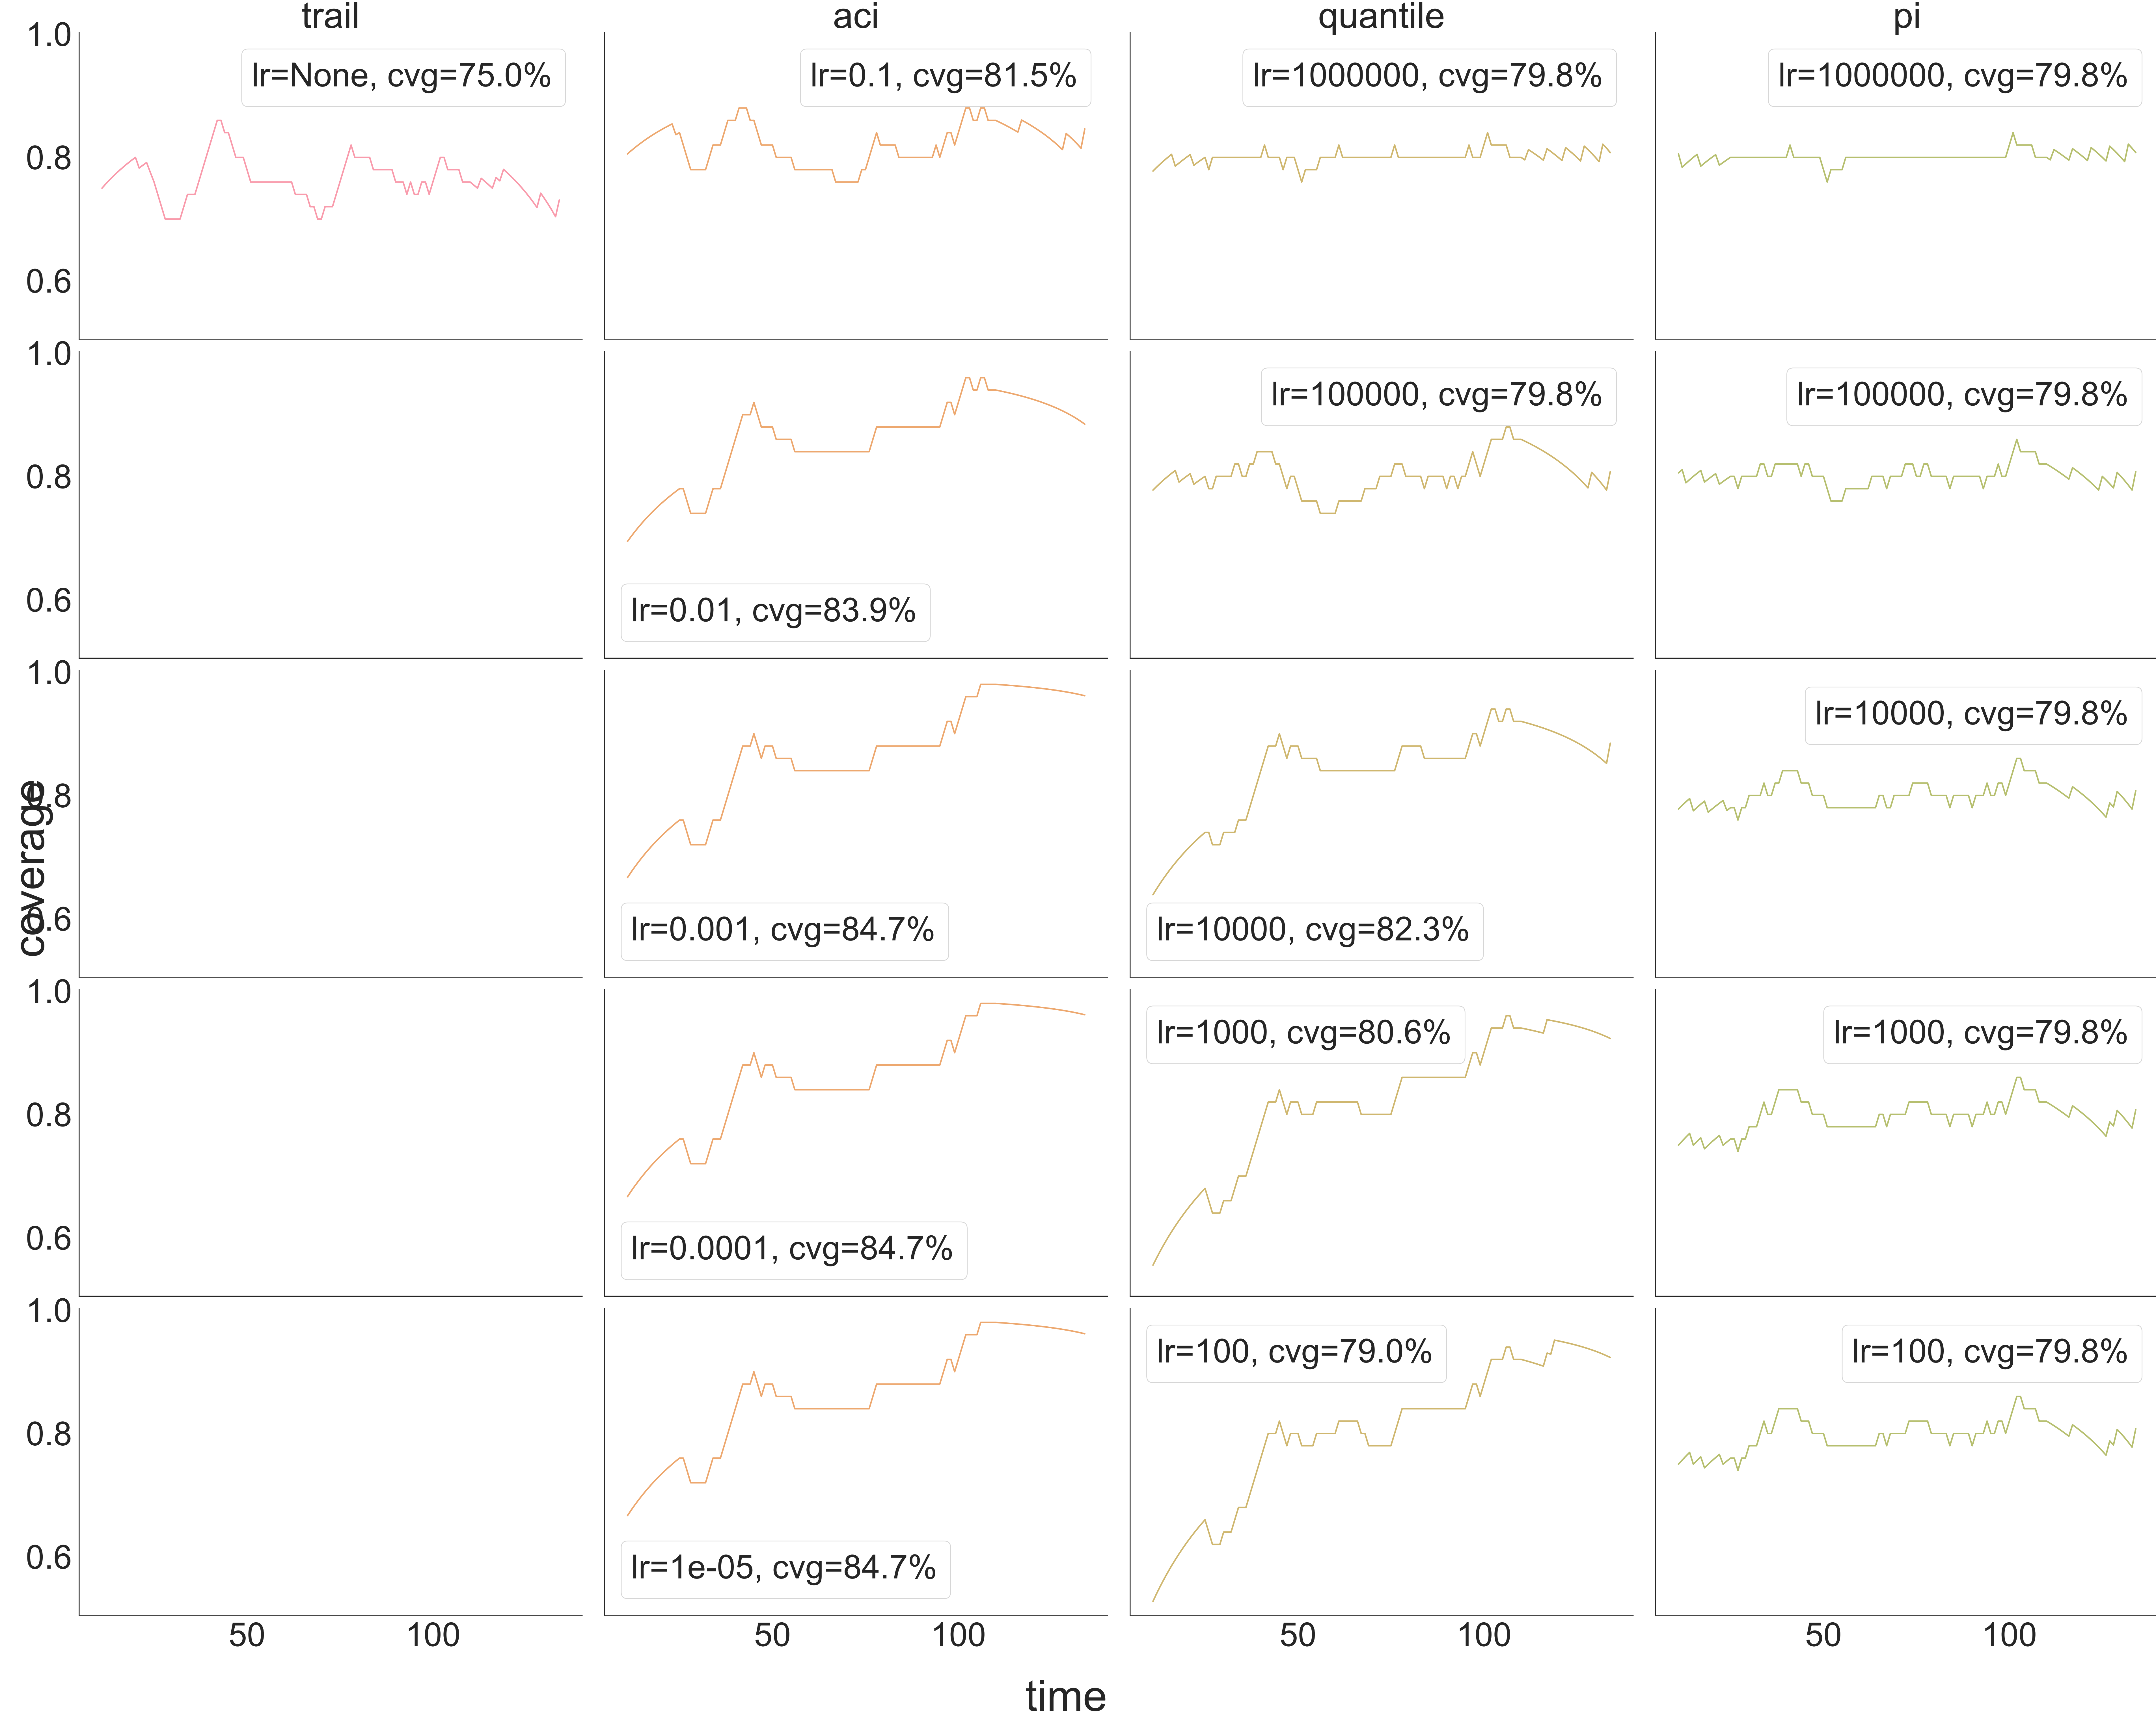 trail aci quantile pi
1.0
lr=None, cvg=75.0% lr=0.1, cvg=81.5% lr=1000000, cvg=79.8% lr=1000000, cvg=79.8%
0.8
0.6
1.0
lr=100000, cvg=79.8% lr=100000, cvg=79.8%
0.8
0.6
lr=0.01, cvg=83.9%
1.0
lr=10000, cvg=79.8%
0.8
0.6
lr=0.001, cvg=84.7% lr=10000, cvg=82.3%
coverage
1.0
lr=1000, cvg=80.6% lr=1000, cvg=79.8%
0.8
0.6
lr=0.0001, cvg=84.7%
1.0
lr=100, cvg=79.0% lr=100, cvg=79.8%
0.8
0.6
lr=1e-05, cvg=84.7%
50 100 50 100 50 100 50 100
time